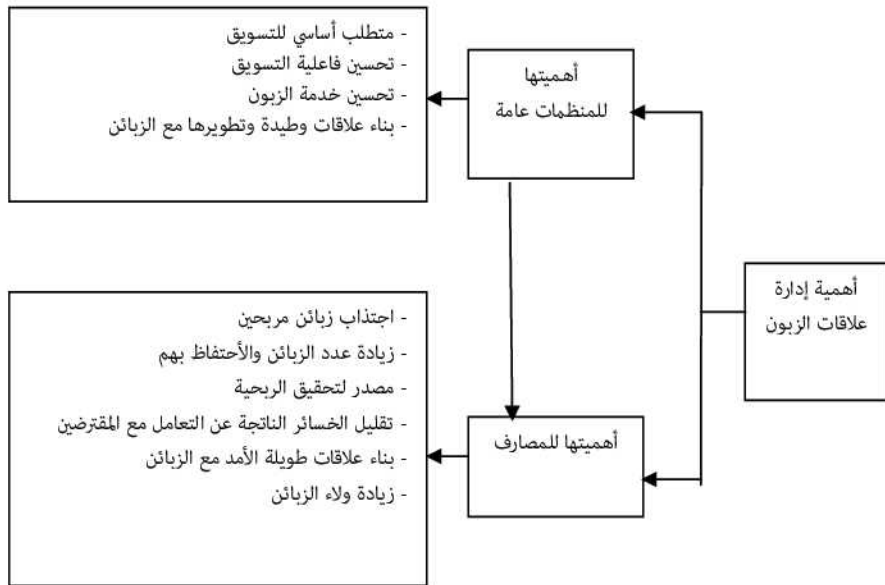 أهمية إدارة
علاقات الزبون
أهميتها
للمنظمات عامة
- متطلب أساسي للتسويق
- تحسين فاعلية التسويق
- تحسين خدمة الزبون
- بناء علاقات وطيدة وتطويرها مع الزبائن
أهميتها للمصارف
- اجتذاب زبائن مربحين
- زيادة عدد الزبائن والأحتفاظ بهم
- مصدر لتحقيق الربحية
- تقليل الخسائر الناتجة عن التعامل مع المقترضين
- بناء علاقات طويلة الأمد مع الزبائن
- زيادة ولاء الزبائن